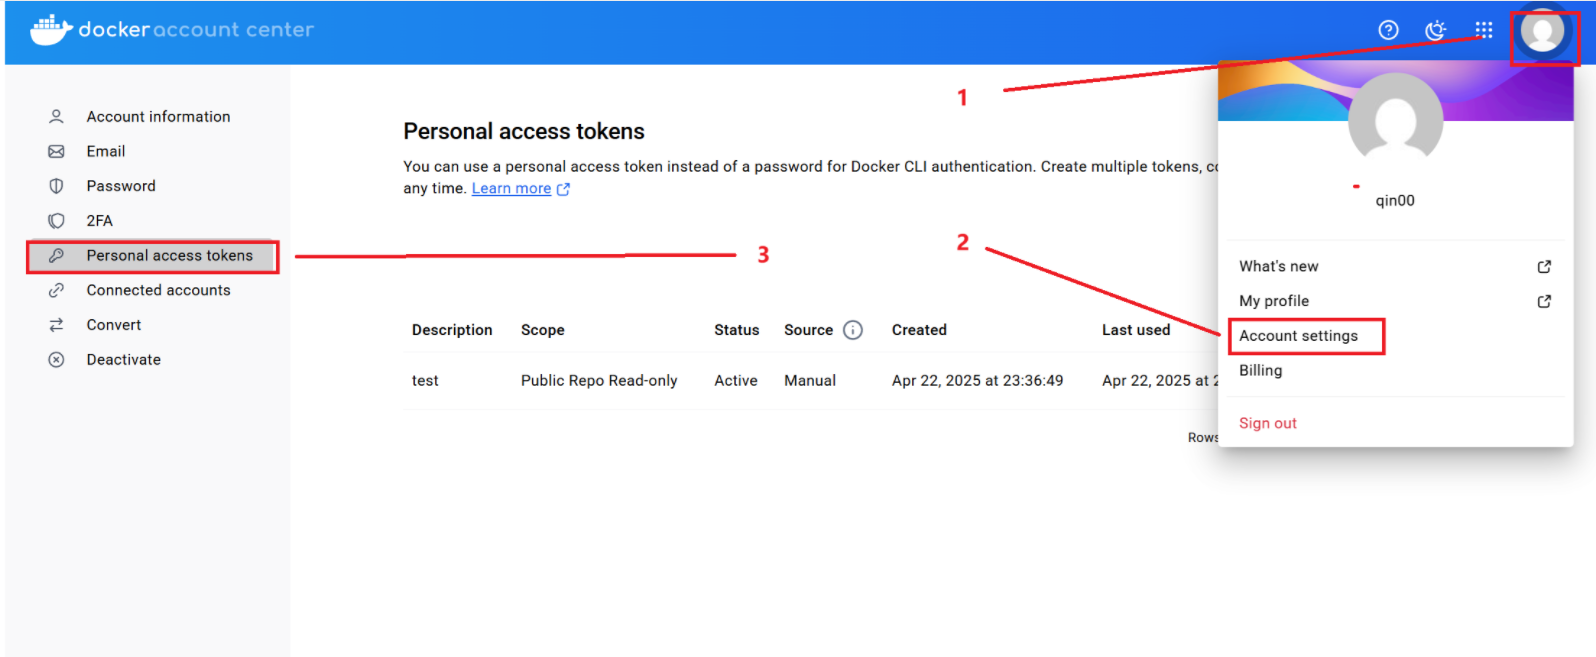 docker account center
1
Account information
Email
Password
2FA
Personal access tokens
Connected accounts
Convert
Deactivate
3
Personal access tokens
You can use a personal access token instead of a password for Docker CLI authentication. Create multiple tokens, co
any time. Learn more
Description Scope Status Source Created Last used
test Public Repo Read-only Active Manual Apr 22, 2025 at 23:36:49 Apr 22, 2025 at 2
Rows
2
qin00
What's new
My profile
Account settings
Billing
Sign out